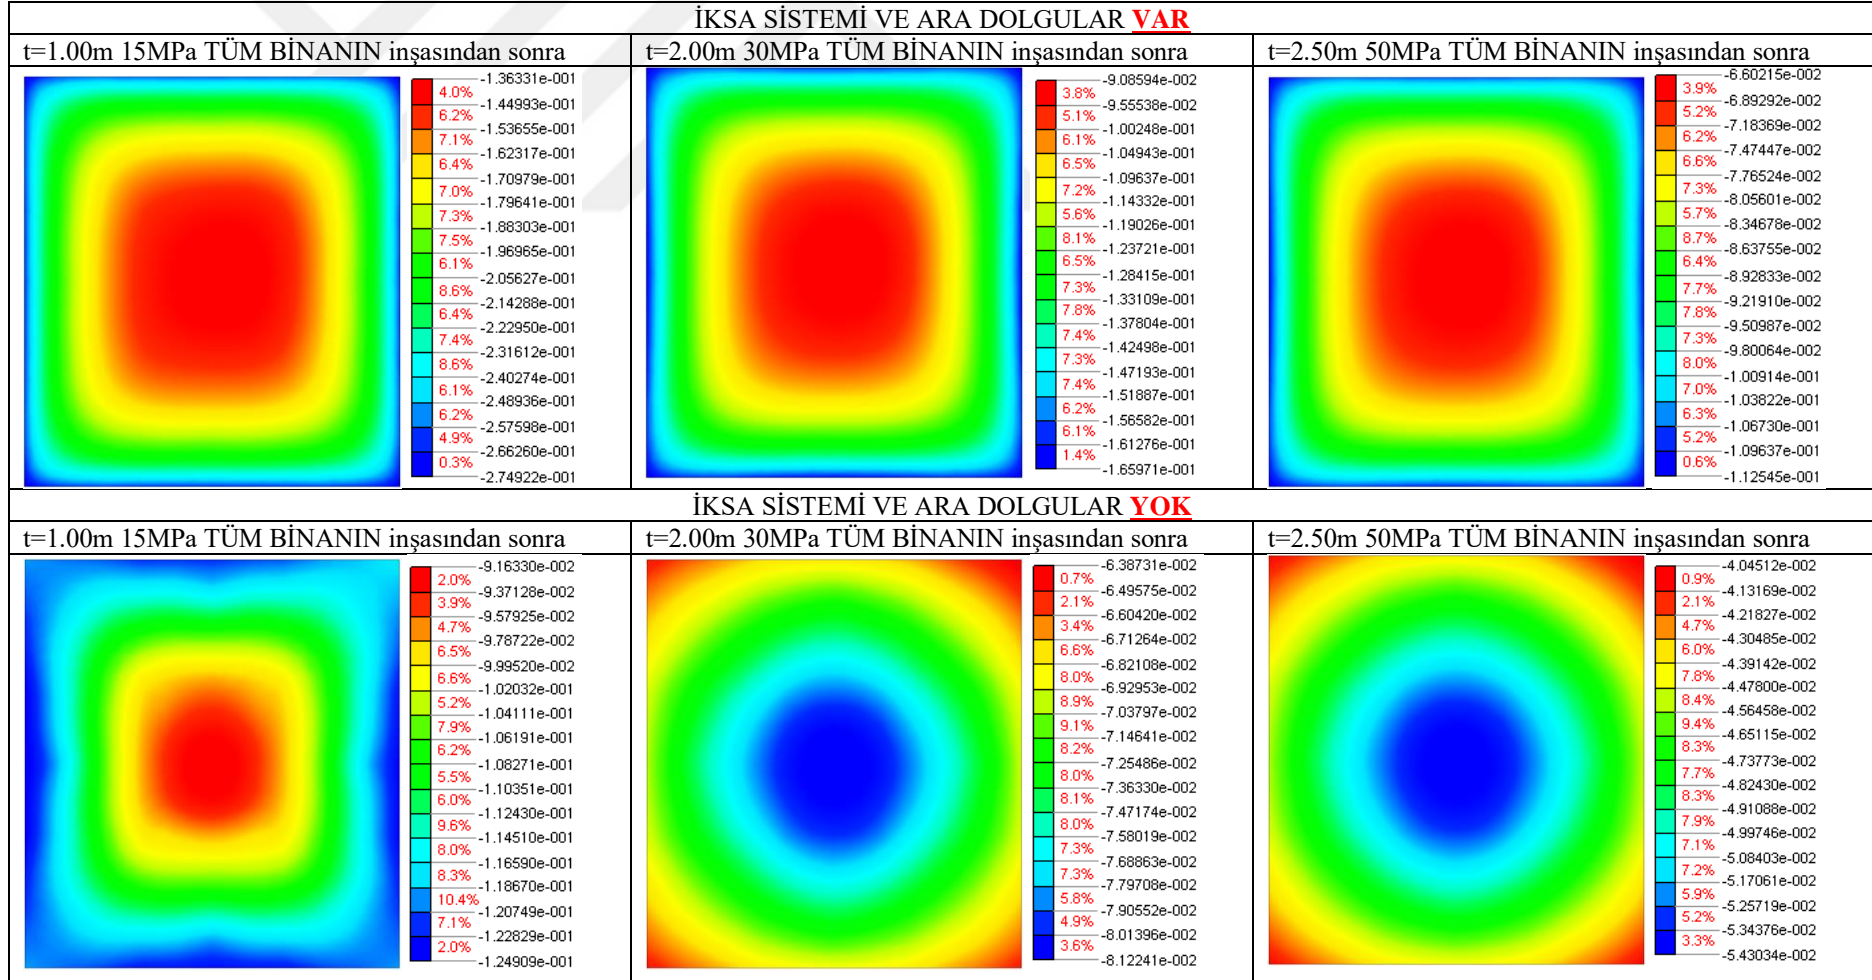 İKSA SİSTEMİ VE ARA DOLGULAR VAR
t=1.00m 15MPa TÜM BİNANIN inşasından sonra
-1.36331e-001
4.0%
-1.44993e-001
6.2%
-1.53655e-001
7.1%
-1.62317e-001
6.4%
-1.70979e-001
7.0%
-1.79641e-001
7.3%
-1.88303e-001
7.5%
-1.96965e-001
6.1%
-2.05627e-001
8.6%
-2.14288e-001
6.4%
-2.22950e-001
7.4%
-2.31612e-001
8.6%
-2.40274e-001
6.1%
-2.48936e-001
6.2%
-2.57598e-001
4.9%
-2.66260e-001
0.3%
-2.74922e-001
t=2.00m 30MPa TÜM BİNANIN inşasından sonra
-9.08594e-002
3.8%
-9.55538e-002
5.1%
-1.00248e-001
6.1%
-1.04943e-001
6.5%
-1.09637e-001
7.2%
-1.14332e-001
5.6%
-1.19026e-001
8.1%
-1.23721e-001
6.5%
-1.28415e-001
7.3%
-1.33109e-001
7.8%
-1.37804e-001
7.4%
-1.42498e-001
7.3%
-1.47193e-001
7.4%
-1.51887e-001
6.2%
-1.56582e-001
6.1%
-1.61276e-001
1.4%
-1.65971e-001
t=2.50m 50MPa TÜM BİNANIN inşasından sonra
-6.60215e-002
3.9%
-6.89292e-002
5.2%
-7.18369e-002
6.2%
-7.47447e-002
6.6%
-7.76524e-002
7.3%
-8.05601e-002
5.7%
-8.34678e-002
8.7%
-8.63755e-002
6.4%
-8.92833e-002
7.7%
-9.21910e-002
7.8%
-9.50987e-002
7.3%
-9.80064e-002
8.0%
-1.00914e-001
7.0%
-1.03822e-001
6.3%
-1.06730e-001
5.2%
-1.09637e-001
0.6%
-1.12545e-001
İKSA SİSTEMİ VE ARA DOLGULAR YOK
t=1.00m 15MPa TÜM BİNANIN inşasından sonra
-9.16330e-002
2.0%
-9.37128e-002
3.9%
-9.57925e-002
4.7%
-9.78722e-002
6.5%
-9.99520e-002
6.6%
-1.02032e-001
5.2%
-1.04111e-001
7.9%
-1.06191e-001
6.2%
-1.08271e-001
5.5%
-1.10351e-001
6.0%
-1.12430e-001
9.6%
-1.14510e-001
8.0%
-1.16590e-001
8.3%
-1.18670e-001
10.4%
-1.20749e-001
7.1%
-1.22829e-001
2.0%
-1.24909e-001
t=2.00m 30MPa TÜM BİNANIN inşasından sonra
-6.38731e-002
0.7%
-6.49575e-002
2.1%
-6.60420e-002
3.4%
-6.71264e-002
6.6%
-6.82108e-002
8.0%
-6.92953e-002
8.9%
-7.03797e-002
9.1%
-7.14641e-002
8.2%
-7.25486e-002
8.0%
-7.36330e-002
8.1%
-7.47174e-002
8.0%
-7.58019e-002
7.3%
-7.68863e-002
7.3%
-7.79708e-002
5.8%
-7.90552e-002
4.9%
-8.01396e-002
3.6%
-8.12241e-002
t=2.50m 50MPa TÜM BİNANIN inşasından sonra
-4.04512e-002
0.9%
-4.13169e-002
2.1%
-4.21827e-002
4.7%
-4.30485e-002
6.0%
-4.39142e-002
7.8%
-4.47800e-002
8.4%
-4.56458e-002
9.4%
-4.65115e-002
8.3%
-4.73773e-002
7.7%
-4.82430e-002
8.3%
-4.91088e-002
7.9%
-4.99746e-002
7.1%
-5.08403e-002
7.2%
-5.17061e-002
5.9%
-5.25719e-002
5.2%
-5.34376e-002
3.3%
-5.43034e-002